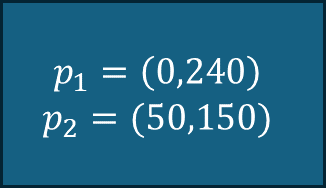 p₁ = (0,240)
p₂ = (50,150)